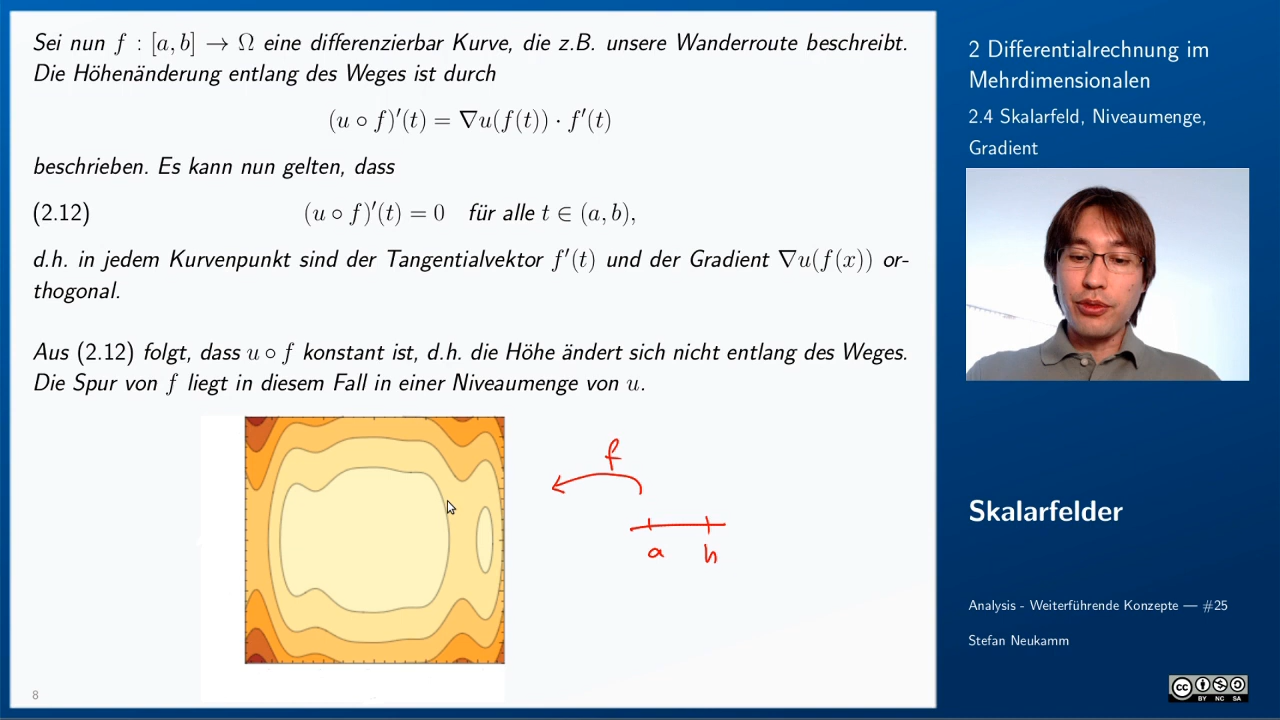 Sei nun f : [a, b] → Ω eine differenzierbar Kurve, die z.B. unsere Wanderroute beschreibt.
Die Höhenänderung entlang des Weges ist durch
(u ∘ f)′(t) = ∇u(f(t)) · f′(t)
beschrieben. Es kann nun gelten, dass
(2.12) (u ∘ f)′(t) = 0 für alle t ∈ (a, b),
d.h. in jedem Kurvenpunkt sind der Tangentialvektor f′(t) und der Gradient ∇u(f(x)) or-
thogonal.
Aus (2.12) folgt, dass u ∘ f konstant ist, d.h. die Höhe ändert sich nicht entlang des Weges.
Die Spur von f liegt in diesem Fall in einer Niveaumenge von u.
f
a b
8
2 Differentialrechnung im
Mehrdimensionalen
2.4 Skalarfeld, Niveaumenge,
Gradient
Skalarfelder
Analysis - Weiterführende Konzepte — #25
Stefan Neukamm
cc BY NC SA